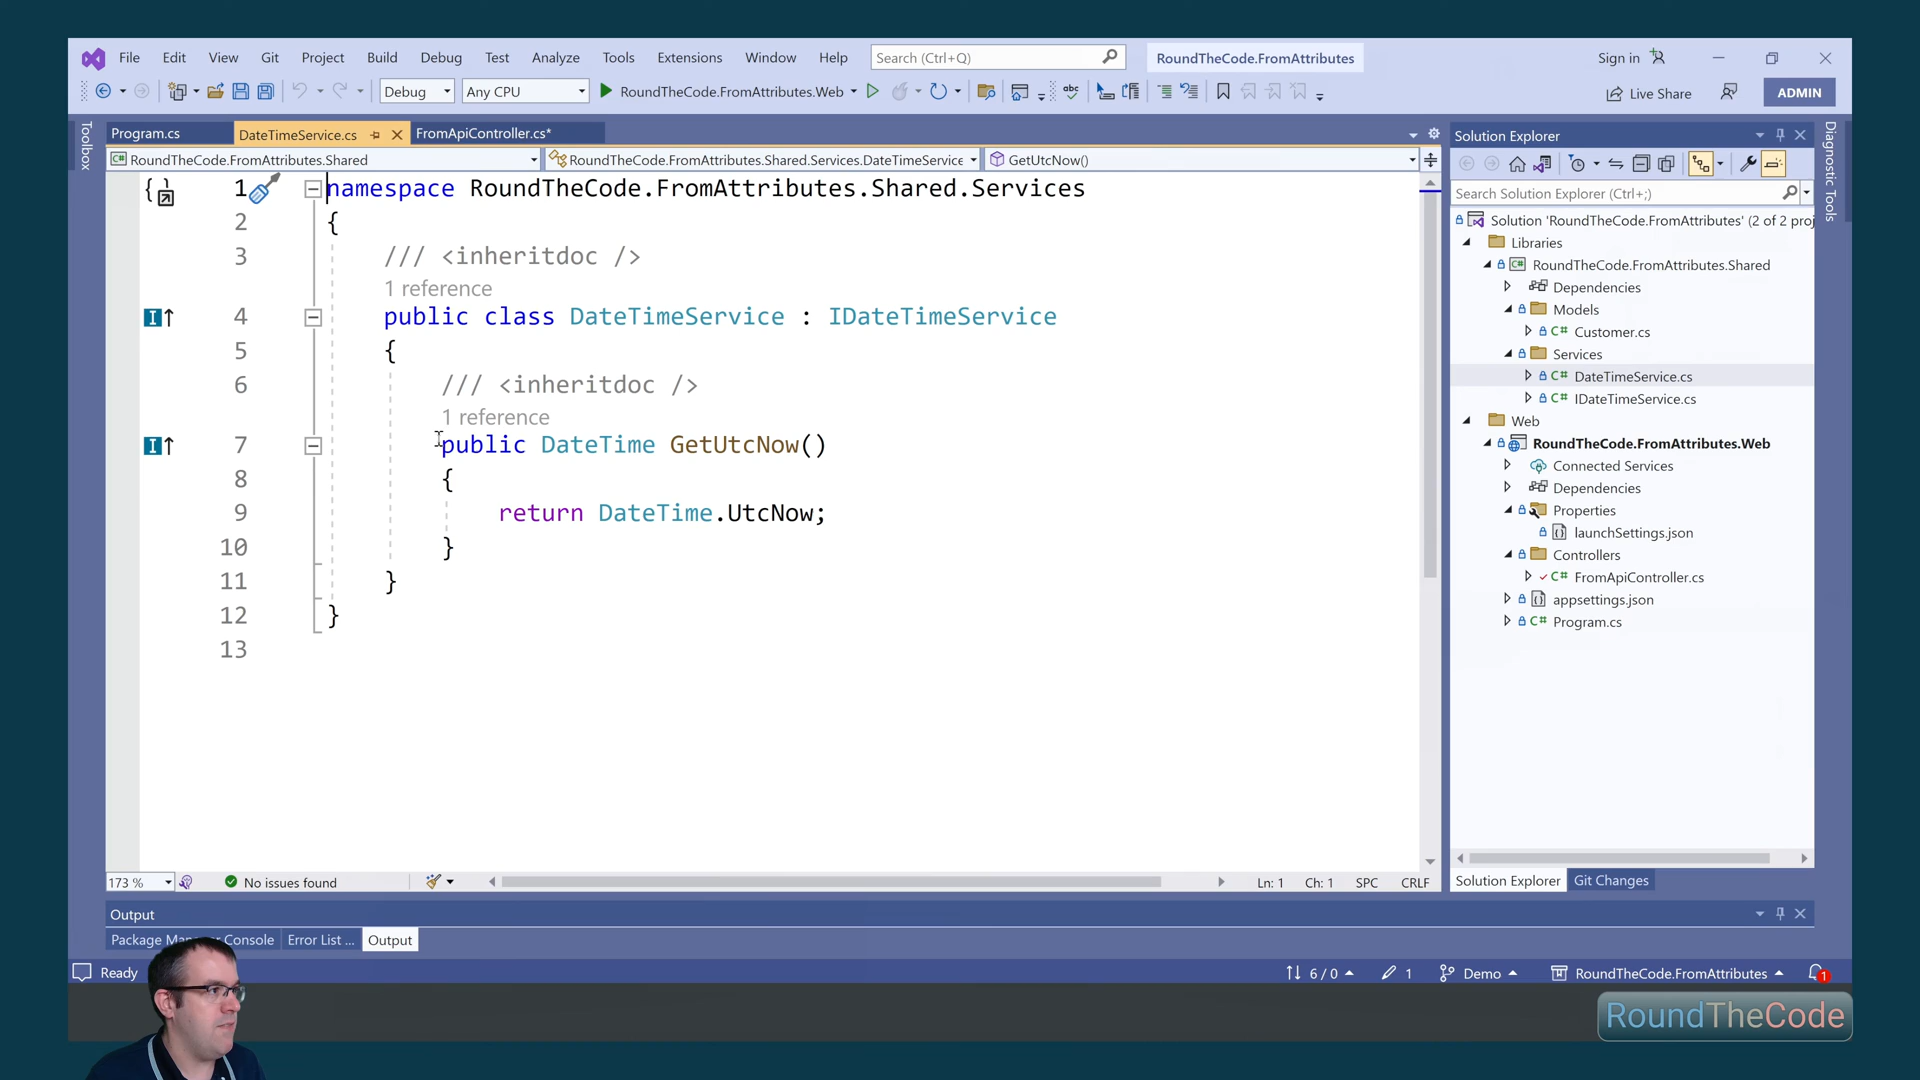 File Edit View Git Project Build Debug Test Analyze Tools Extensions Window Help Search (Ctrl+Q) RoundTheCode.FromAttributes Sign in
Debug Any CPU RoundTheCode.FromAttributes.Web Live Share ADMIN
Toolbox
Program.cs DateTimeService.cs FromApiController.cs*
RoundTheCode.FromAttributes.Shared RoundTheCode.FromAttributes.Shared.Services.DateTimeService GetUtcNow()
1 namespace RoundTheCode.FromAttributes.Shared.Services
2 {
3 /// <inheritdoc />
1 reference
4 public class DateTimeService : IDateTimeService
5 {
6 /// <inheritdoc />
1 reference
7 public DateTime GetUtcNow()
8 {
9 return DateTime.UtcNow;
10 }
11 }
12 }
13
173 % No issues found Ln: 1 Ch: 1 SPC CRLF
Solution Explorer
Search Solution Explorer (Ctrl+;)
Solution 'RoundTheCode.FromAttributes' (2 of 2 proj
Libraries
RoundTheCode.FromAttributes.Shared
Dependencies
Models
C# Customer.cs
Services
C# DateTimeService.cs
C# IDateTimeService.cs
Web
RoundTheCode.FromAttributes.Web
Connected Services
Dependencies
Properties
launchSettings.json
Controllers
C# FromApiController.cs
appsettings.json
C# Program.cs
Solution Explorer Git Changes
Diagnostic Tools
Output
Package Man Console Error List ... Output
Ready 6 / 0 1 Demo RoundTheCode.FromAttributes 1
RoundTheCode